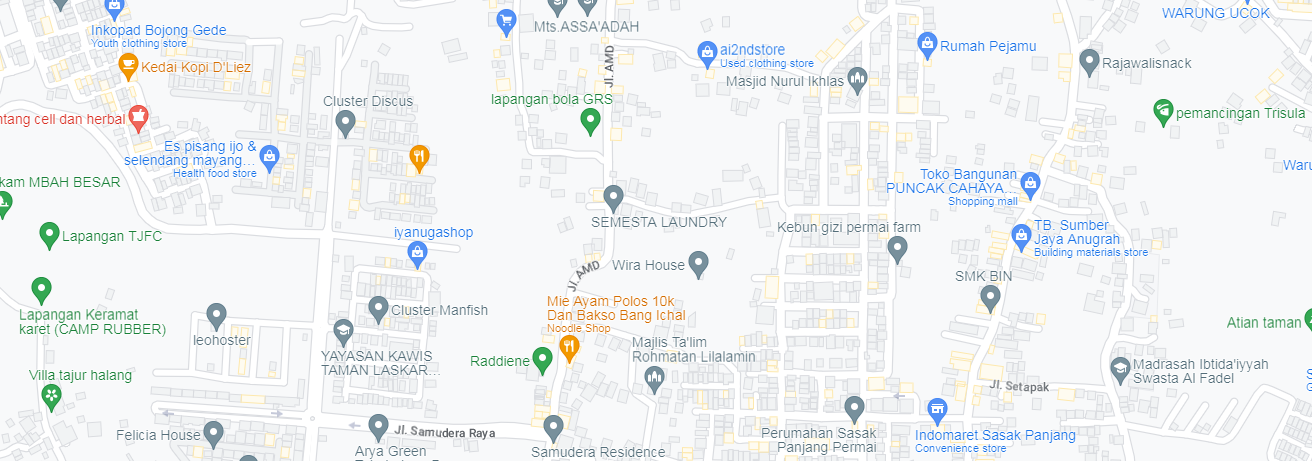 Inkopad Bojong Gede
Youth clothing store
Kedai Kopi D'Liez
ntang cell dan herbal
Cluster Discus
Es pisang ijo &
selendang mayang...
Health food store
kam MBAH BESAR
Lapangan TJFC
Lapangan Keramat
karet (CAMP RUBBER)
leohoster
Villa tajur halang
Felicia House
iyanugashop
Cluster Manfish
YAYASAN KAWIS
TAMAN LASKAR...
Arya Green
Jl. Samudera Raya
Mts.ASSA'ADAH
Jl. AMD
lapangan bola GRS
ai2ndstore
Used clothing store
Masjid Nurul Ikhlas
SEMESTA LAUNDRY
Wira House
Jl. AMD
Mie Ayam Polos 10k
Dan Bakso Bang Ichal
Noodle Shop
Raddiene
Majlis Ta'lim
Rohmatan Lilalamin
Samudera Residence
WARUNG UCOK
Rumah Pejamu
Rajawalisnack
pemancingan Trisula
Waru
Toko Bangunan
PUNCAK CAHAYA...
Shopping mall
Kebun gizi permai farm
TB. Sumber
Jaya Anugrah
Building materials store
SMK BIN
Atian taman
Madrasah Ibtida'iyyah
Swasta Al Fadel
Jl. Setapak
Perumahan Sasak
Panjang Permai
Indomaret Sasak Panjang
Convenience store
S